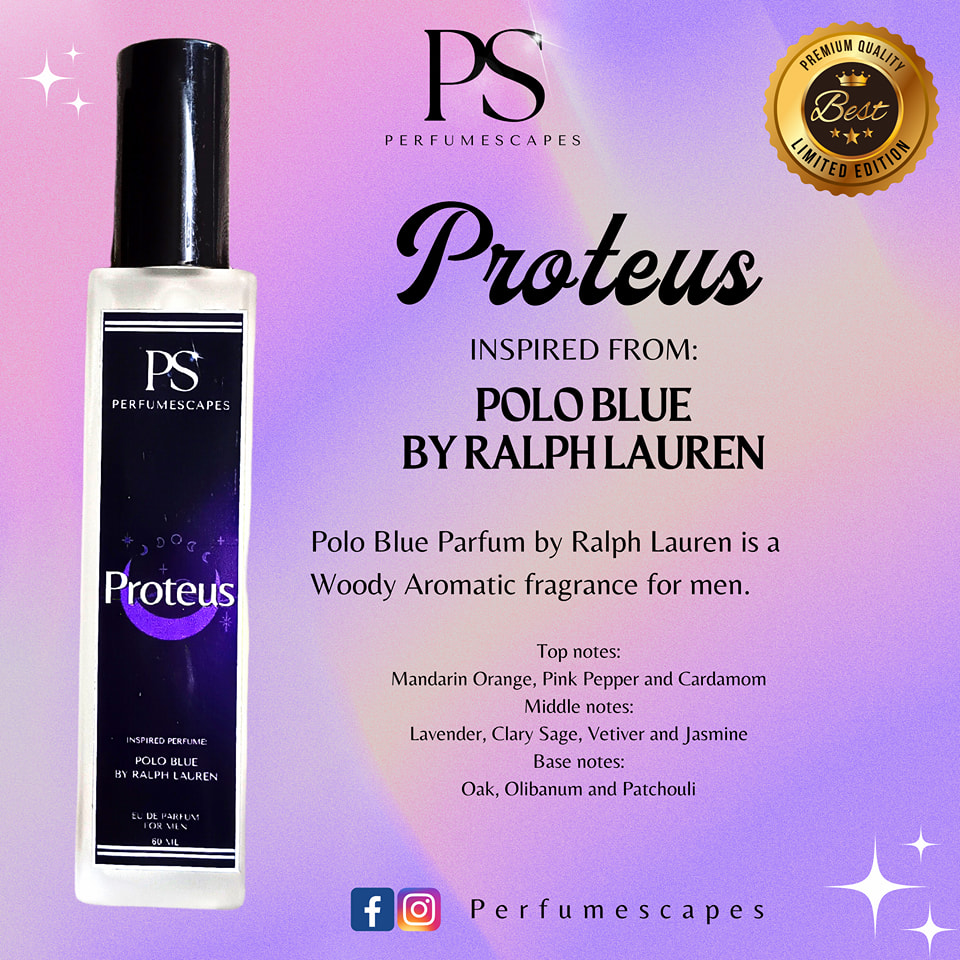 PS
PERFUMESCAPES
PREMIUM QUALITY
Best
LIMITED EDITION
Proteus
INSPIRED FROM:
POLO BLUE
BY RALPH LAUREN
Polo Blue Parfum by Ralph Lauren is a
Woody Aromatic fragrance for men.
Top notes:
Mandarin Orange, Pink Pepper and Cardamom
Middle notes:
Lavender, Clary Sage, Vetiver and Jasmine
Base notes:
Oak, Olibanum and Patchouli
Perfumescapes
PS
PERFUMESCAPES
Proteus
INSPIRED PERFUME:
POLO BLUE
BY RALPH LAUREN
EU DE PARFUM
FOR MEN
60 ML